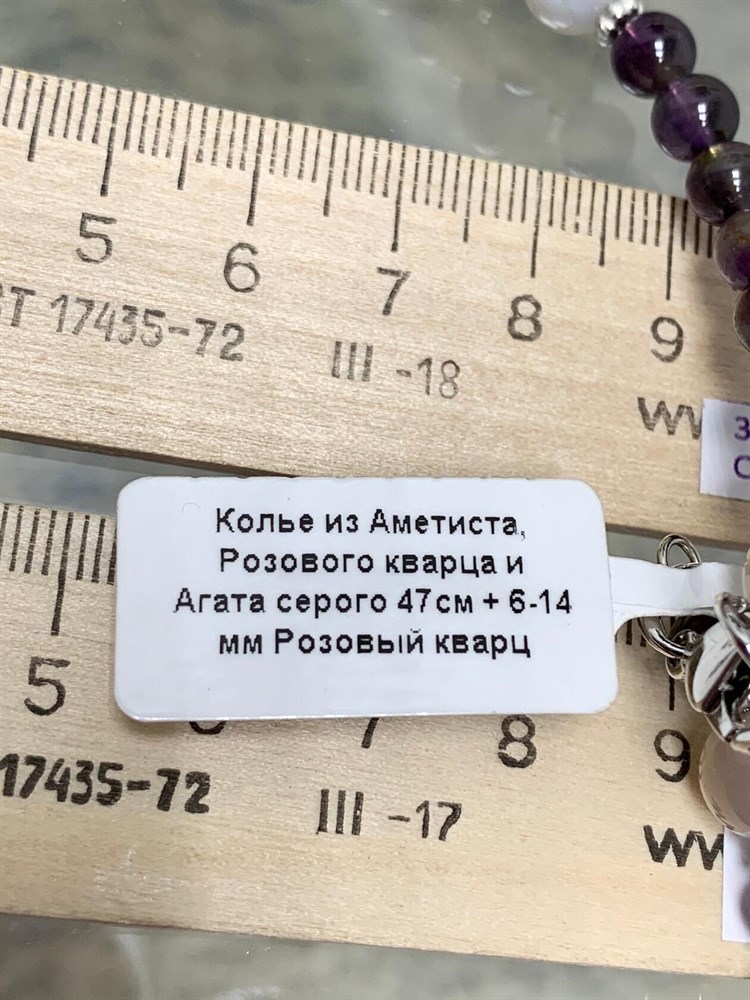 5 6 7 8 9
17435-72 III -18
Колье из Аметиста,
Розового кварца и
Агата серого 47см + 6-14
мм Розовый кварц
5 6 7 8 9
17435-72 III -17